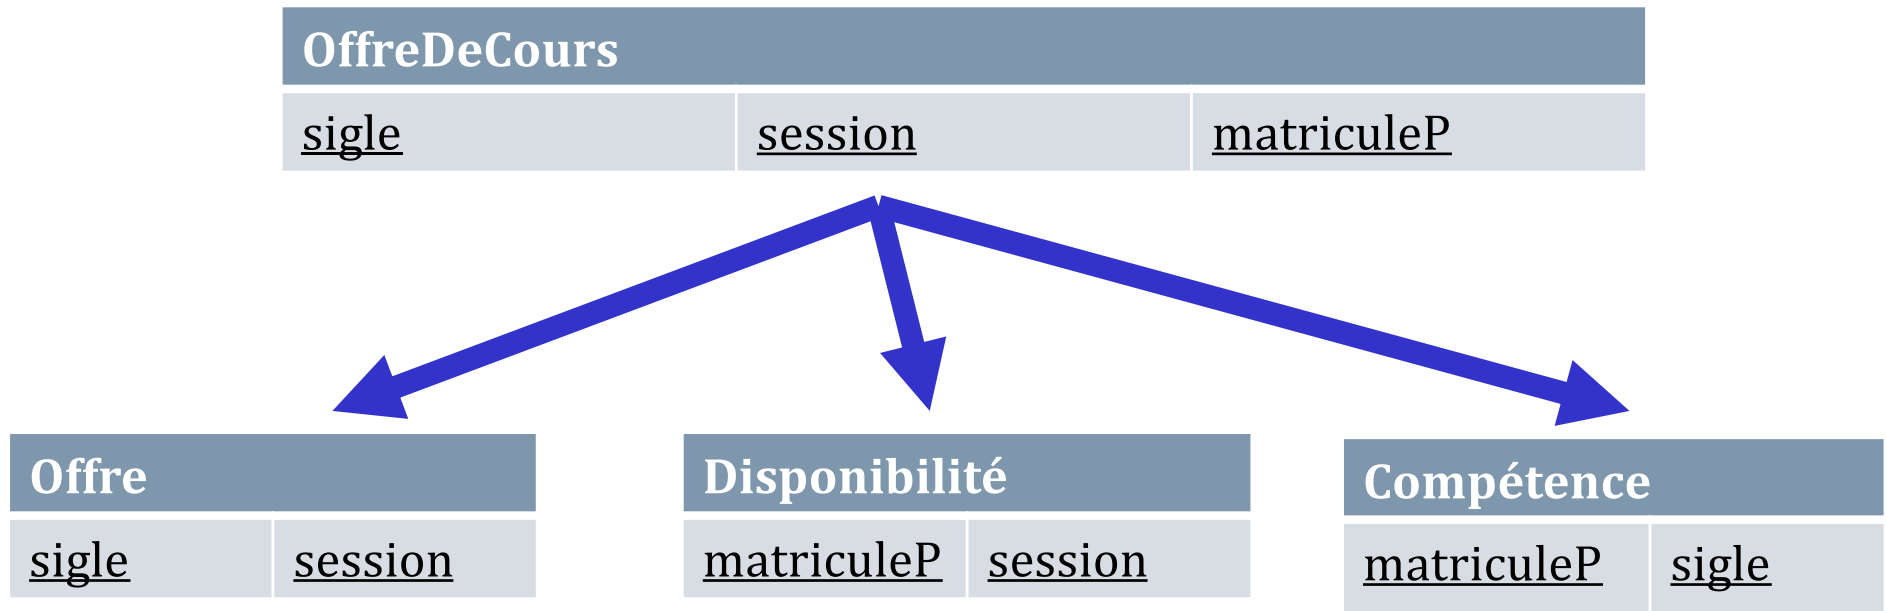 OffreDeCours
sigle session matriculeP
Offre
sigle session
Disponibilité
matriculeP session
Compétence
matriculeP sigle